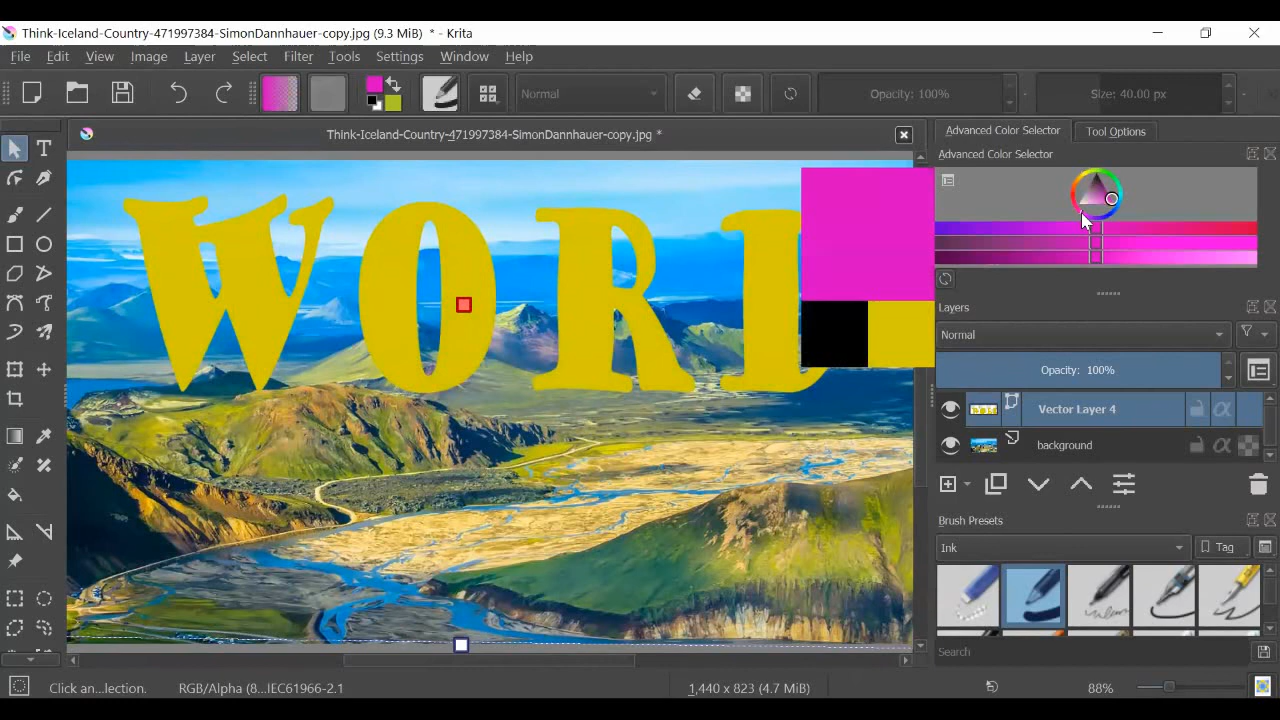 Think-Iceland-Country-471997384-SimonDannhauer-copy.jpg (9.3 MiB) * - Krita
File Edit View Image Layer Select Filter Tools Settings Window Help
Normal Opacity: 100% Size: 40.00 px
Think-Iceland-Country-471997384-SimonDannhauer-copy.jpg *
Advanced Color Selector Tool Options
Advanced Color Selector
WORL
Layers
Normal
Opacity: 100%
Vector Layer 4
background
Brush Presets
Ink Tag
Search
Click an...lection. RGB/Alpha (8...IEC61966-2.1 1,440 x 823 (4.7 MiB) 88%